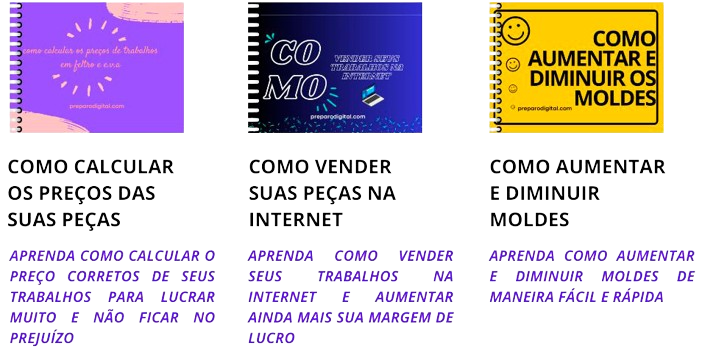 como calcular os preços de trabalhos
em feltro e e.v.a
preparodigital.com
COMO CALCULAR
OS PREÇOS DAS
SUAS PEÇAS
APRENDA COMO CALCULAR O
PREÇO CORRETOS DE SEUS
TRABALHOS PARA LUCRAR
MUITO E NÃO FICAR NO
PREJUÍZO
CO
MO
VENDER SEUS
TRABALHOS NA
INTERNET
preparodigital.com
COMO VENDER
SUAS PEÇAS NA
INTERNET
APRENDA COMO VENDER
SEUS TRABALHOS NA
INTERNET E AUMENTAR
AINDA MAIS SUA MARGEM DE
LUCRO
COMO
AUMENTAR E
DIMINUIR OS
MOLDES
preparodigital.com
COMO AUMENTAR
E DIMINUIR
MOLDES
APRENDA COMO AUMENTAR
E DIMINUIR MOLDES DE
MANEIRA FÁCIL E RÁPIDA